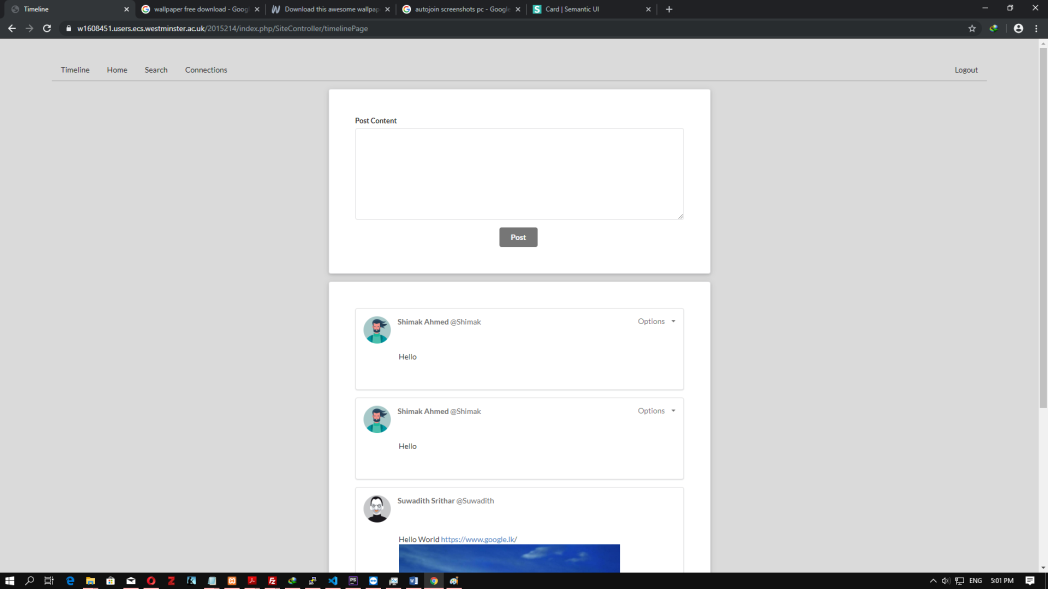 Timeline
wallpaper free download - Goog
Download this awesome wallpap
autojoin screenshots pc - Google
Card | Semantic UI
w1608451.users.ecs.westminster.ac.uk/2015214/index.php/SiteController/timelinePage
Timeline Home Search Connections Logout
Post Content
Post
Shimak Ahmed @Shimak Options
Hello
Shimak Ahmed @Shimak Options
Hello
Suwadith Srithar @Suwadith
Hello World https://www.google.lk/
ENG 5:01 PM